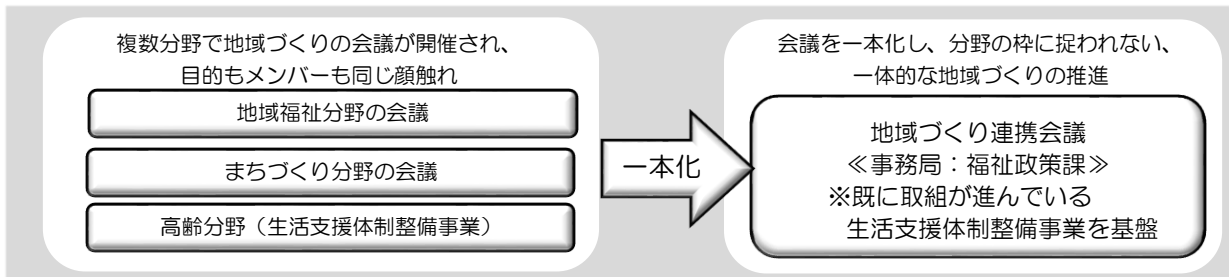 複数分野で地域づくりの会議が開催され、
目的もメンバーも同じ顔触れ
地域福祉分野の会議
まちづくり分野の会議
高齢分野（生活支援体制整備事業）
一本化
会議を一本化し、分野の枠に捉われない、
一体的な地域づくりの推進
地域づくり連携会議
≪事務局：福祉政策課≫
※既に取組が進んでいる
生活支援体制整備事業を基盤